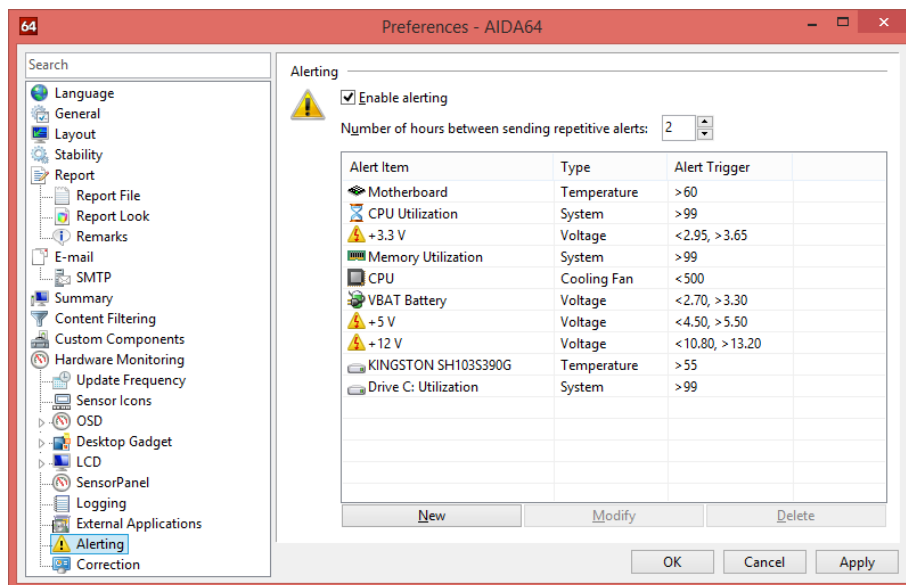 64 Preferences - AIDA64
Search
Language
General
Layout
Stability
Report
Report File
Report Look
Remarks
E-mail
SMTP
Summary
Content Filtering
Custom Components
Hardware Monitoring
Update Frequency
Sensor Icons
OSD
Desktop Gadget
LCD
SensorPanel
Logging
External Applications
Alerting
Correction
Alerting
Enable alerting
Number of hours between sending repetitive alerts: 2
Alert Item Type Alert Trigger
Motherboard Temperature >60
CPU Utilization System >99
+3.3 V Voltage <2.95, >3.65
Memory Utilization System >99
CPU Cooling Fan <500
VBAT Battery Voltage <2.70, >3.30
+5 V Voltage <4.50, >5.50
+12 V Voltage <10.80, >13.20
KINGSTON SH103S390G Temperature >55
Drive C: Utilization System >99
New Modify Delete
OK Cancel Apply